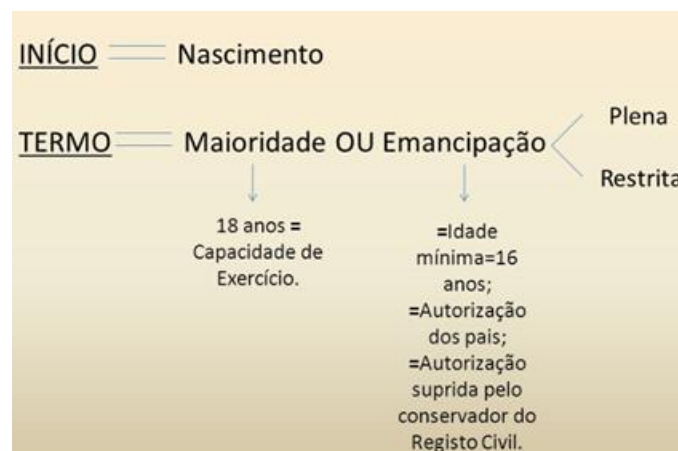 INÍCIO Nascimento
Plena
TERMO Maioridade OU Emancipação
Restrita
18 anos =
Capacidade de
Exercício.
=Idade
mínima=16
anos;
=Autorização
dos pais;
=Autorização
suprida pelo
conservador do
Registo Civil.